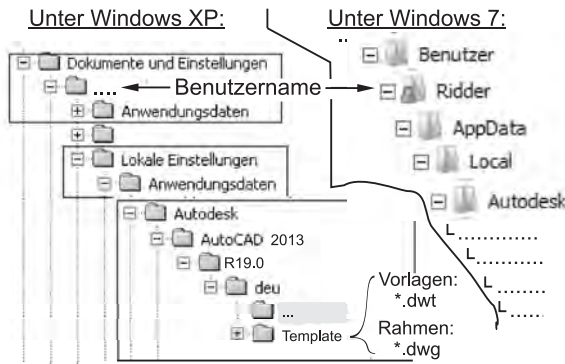 Unter Windows XP:
Dokumente und Einstellungen
....
Benutzername
Anwendungsdaten
Lokale Einstellungen
Anwendungsdaten
Autodesk
AutoCAD 2013
R19.0
deu
...
Template
Vorlagen:
*.dwt
Rahmen:
*.dwg
Unter Windows 7:
..
Benutzer
Ridder
AppData
Local
Autodesk
L..........
L..........
L......
L.....